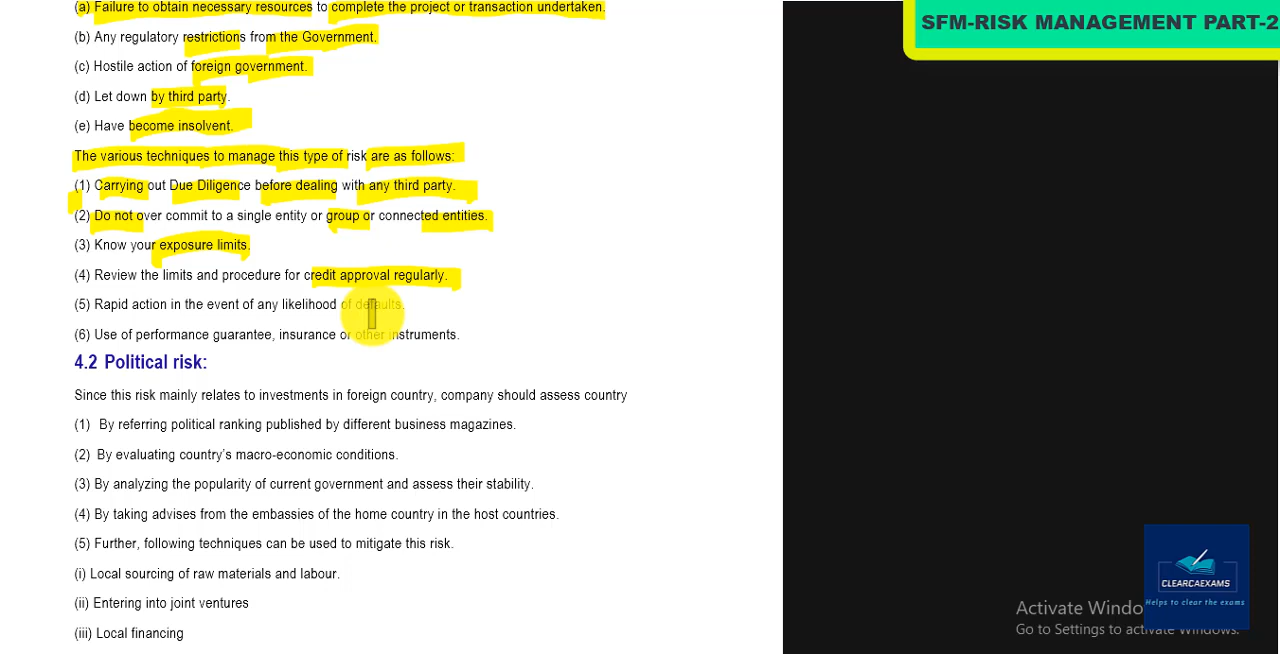 (a) Failure to obtain necessary resources to complete the project or transaction undertaken.
(b) Any regulatory restrictions from the Government.
(c) Hostile action of foreign government.
(d) Let down by third party.
(e) Have become insolvent.
The various techniques to manage this type of risk are as follows:
(1) Carrying out Due Diligence before dealing with any third party.
(2) Do not over commit to a single entity or group or connected entities.
(3) Know your exposure limits.
(4) Review the limits and procedure for credit approval regularly.
(5) Rapid action in the event of any likelihood of defaults.
(6) Use of performance guarantee, insurance or other instruments.
4.2 Political risk:
Since this risk mainly relates to investments in foreign country, company should assess country
(1) By referring political ranking published by different business magazines.
(2) By evaluating country's macro-economic conditions.
(3) By analyzing the popularity of current government and assess their stability.
(4) By taking advises from the embassies of the home country in the host countries.
(5) Further, following techniques can be used to mitigate this risk.
(i) Local sourcing of raw materials and labour.
(ii) Entering into joint ventures
(iii) Local financing
SFM-RISK MANAGEMENT PART-2
CLEARCAEXAMS
Helps to clear the exams
Activate Windo
Go to Settings to activate Windows.